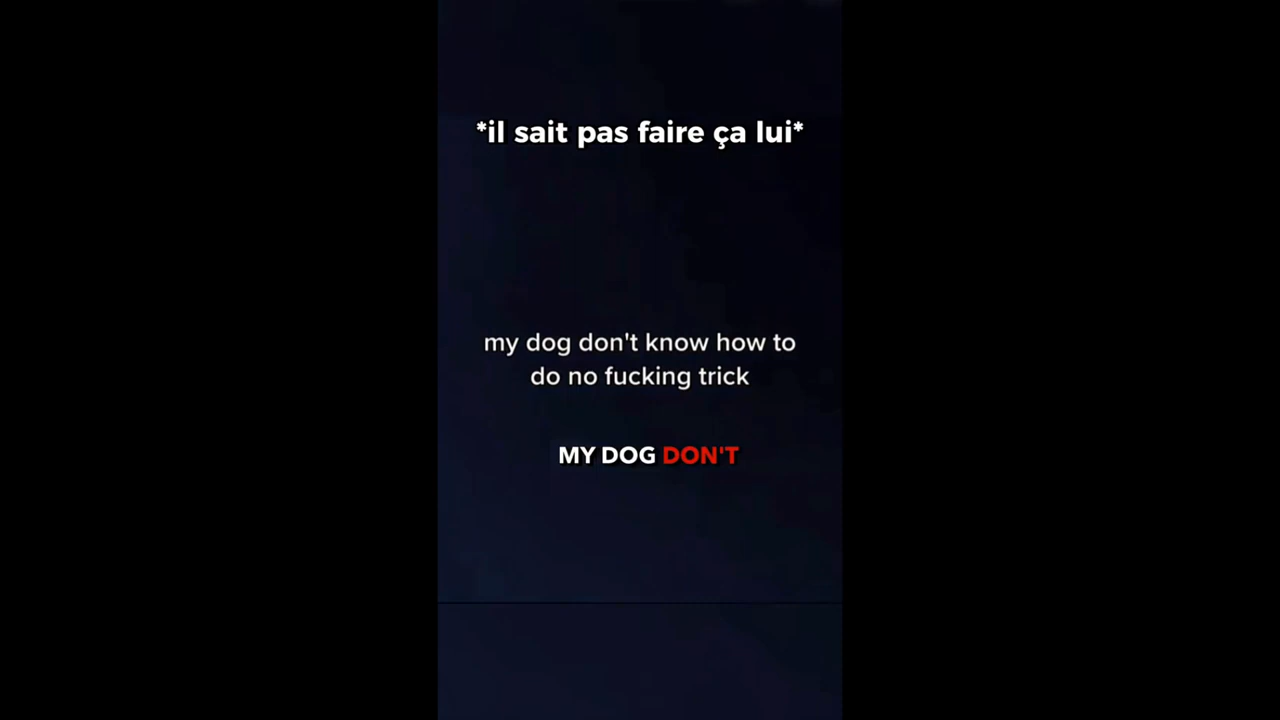 *il sait pas faire ça lui*
my dog don't know how to
do no fucking trick
MY DOG DON'T